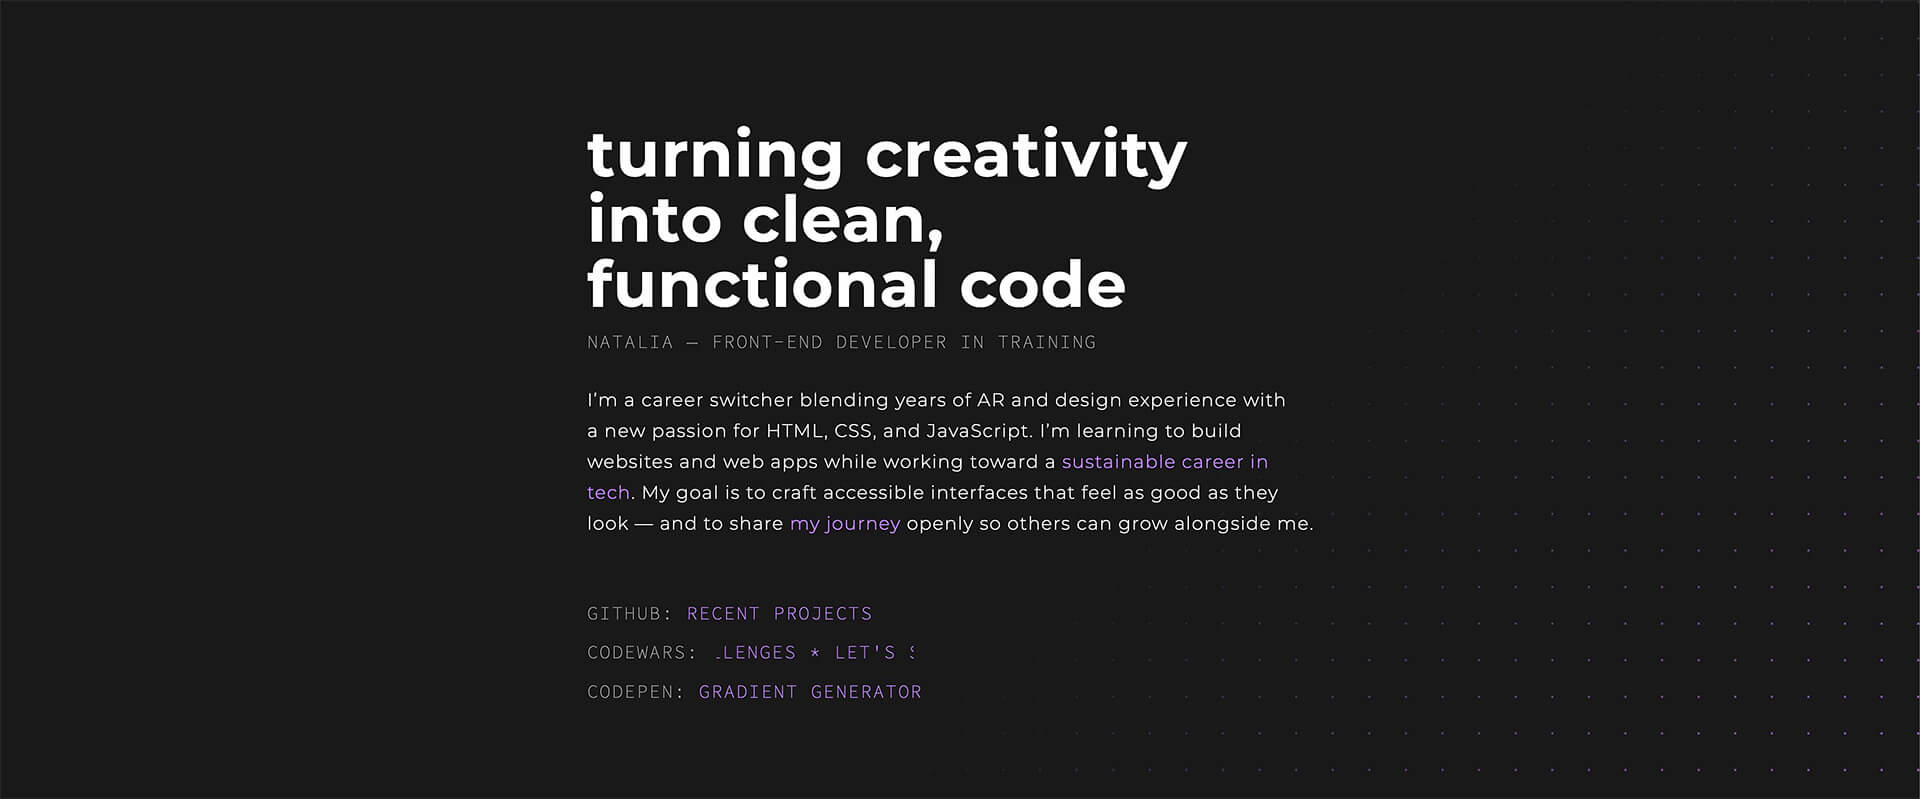 turning creativity
into clean,
functional code
NATALIA — FRONT-END DEVELOPER IN TRAINING
I’m a career switcher blending years of AR and design experience with
a new passion for HTML, CSS, and JavaScript. I’m learning to build
websites and web apps while working toward a sustainable career in
tech. My goal is to craft accessible interfaces that feel as good as they
look — and to share my journey openly so others can grow alongside me.
GITHUB: RECENT PROJECTS
CODEWARS: LENGES * LET'S
CODEPEN: GRADIENT GENERATOR